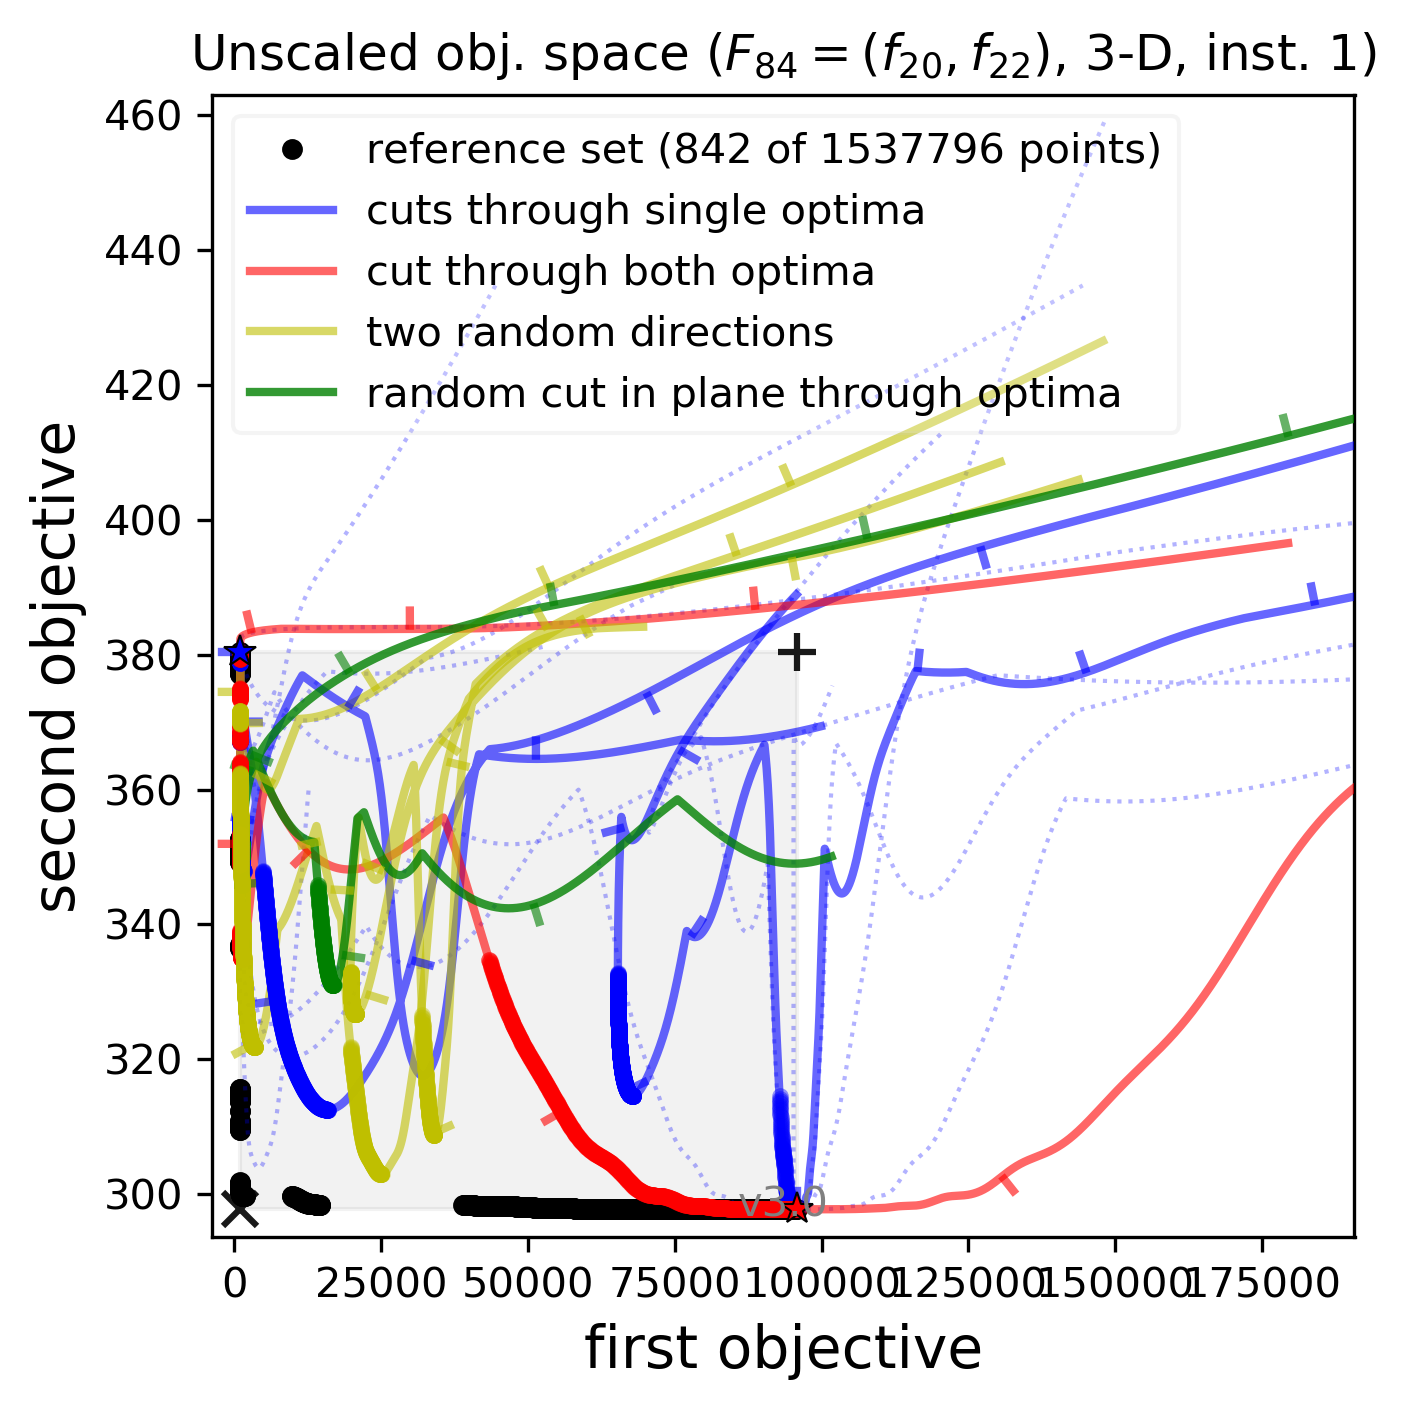 Unscaled obj. space (F84 = (f20, f22), 3-D, inst. 1)
reference set (842 of 1537796 points)
cuts through single optima
cut through both optima
two random directions
random cut in plane through optima
second objective
460
440
420
400
380
360
340
320
300
v3.0
0 25000 50000 75000 100000 125000 150000 175000
first objective